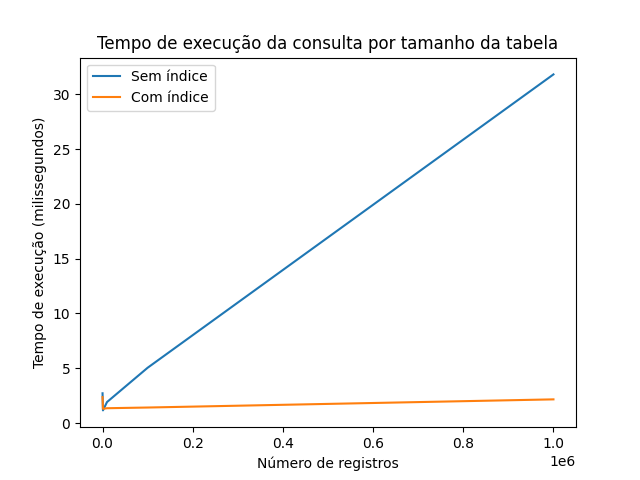 Tempo de execução da consulta por tamanho da tabela
Sem índice
Com índice
Tempo de execução (milissegundos)
30
25
20
15
10
5
0
0.0 0.2 0.4 0.6 0.8 1.0
1e6
Número de registros